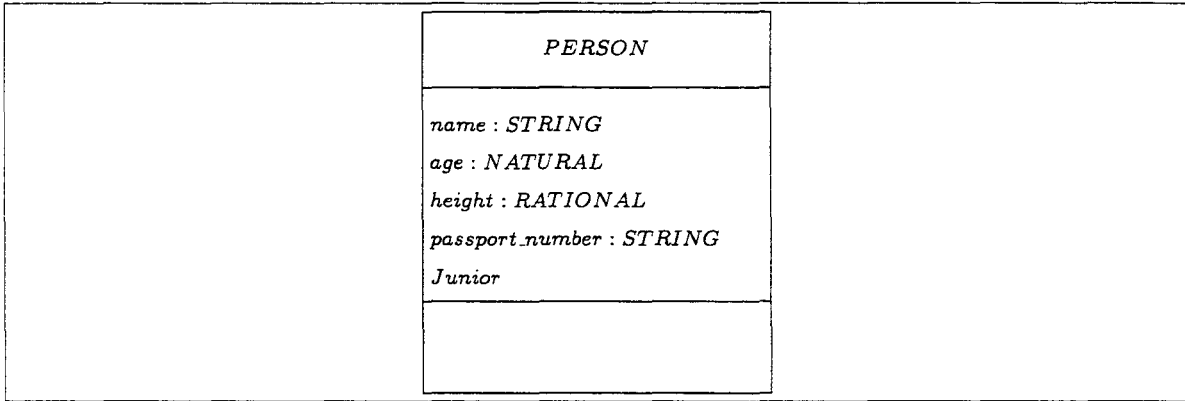 PERSON
name : STRING
age : NATURAL
height : RATIONAL
passport_number : STRING
Junior